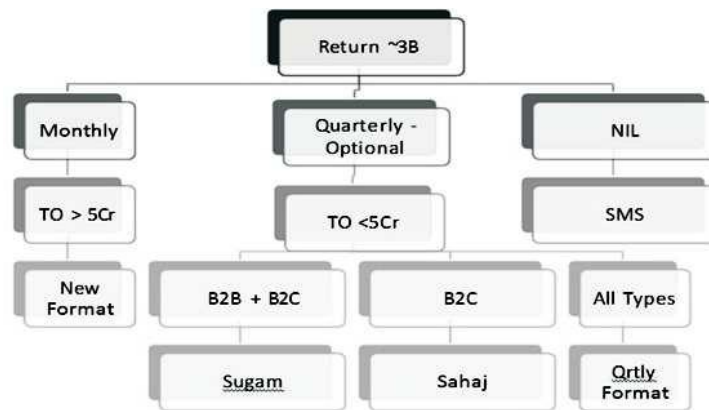 Return ~3B
Monthly
Quarterly -
Optional
NIL
TO > 5Cr
TO <5Cr
SMS
New
Format
B2B + B2C
B2C
All Types
Sugam
Sahaj
Qrtly
Format